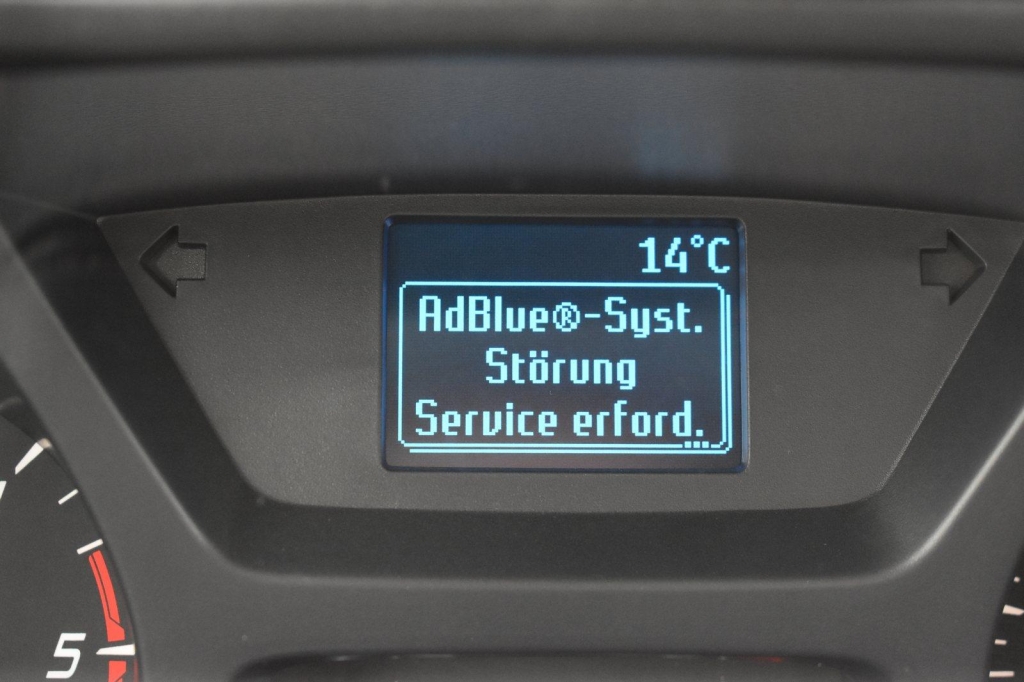 14°C
AdBlue®-Syst.
Störung
Service erford.
...
5